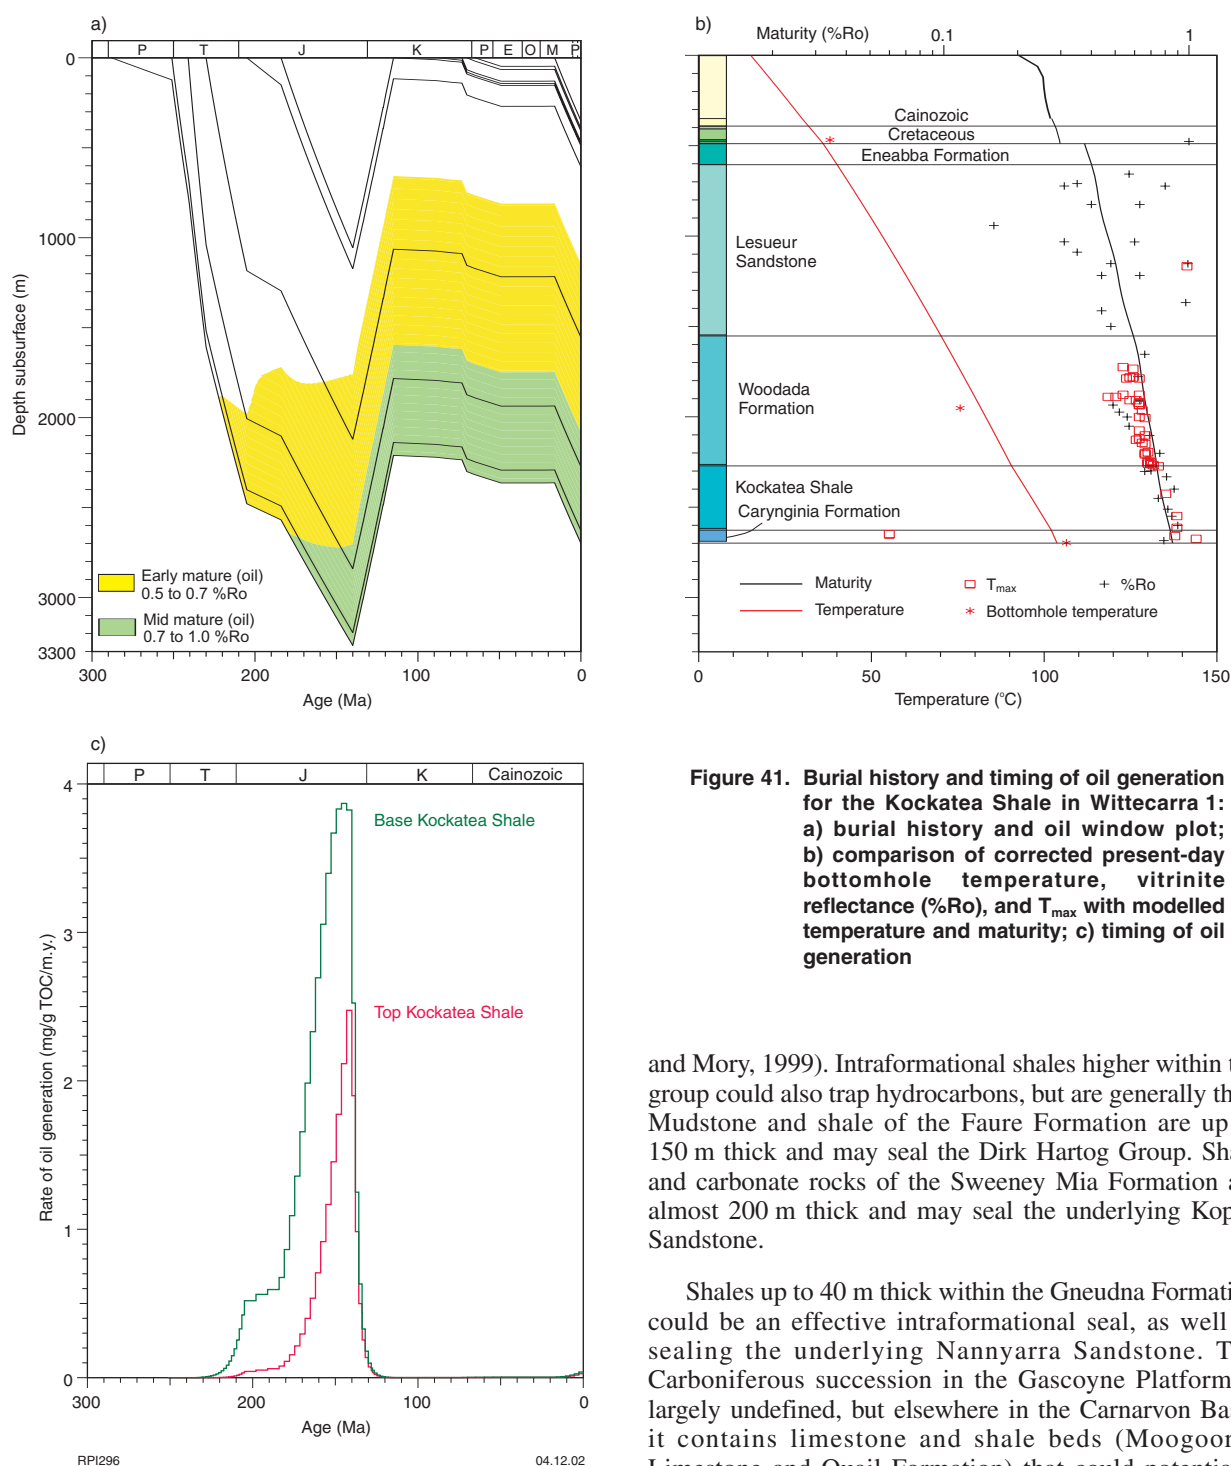 a)
P T J K P E O M P
0
1000
2000
3000
3300
Depth subsurface (m)
Early mature (oil)
0.5 to 0.7 %Ro
Mid mature (oil)
0.7 to 1.0 %Ro
300 200 100 0
Age (Ma)
b)
Maturity (%Ro) 0.1 1
Cainozoic
Cretaceous
Eneabba Formation
Lesueur
Sandstone
Woodada
Formation
Kockatea Shale
Carynginia Formation
Maturity Tmax %Ro
Temperature Bottomhole temperature
0 50 100 150
Temperature (°C)
c)
P T J K Cainozoic
4
3
2
1
0
Rate of oil generation (mg/g TOC/m.y.)
Base Kockatea Shale
Top Kockatea Shale
300 200 100 0
Age (Ma)
RPI296 04.12.02
Figure 41. Burial history and timing of oil generation
for the Kockatea Shale in Wittecarra 1:
a) burial history and oil window plot;
b) comparison of corrected present-day
bottomhole temperature, vitrinite
reflectance (%Ro), and Tmax with modelled
temperature and maturity; c) timing of oil
generation
and Mory, 1999). Intraformational shales higher within
group could also trap hydrocarbons, but are generally
Mudstone and shale of the Faure Formation are up
150 m thick and may seal the Dirk Hartog Group.
and carbonate rocks of the Sweeney Mia Formation
almost 200 m thick and may seal the underlying
Sandstone.
Shales up to 40 m thick within the Gneudna
could be an effective intraformational seal, as well
sealing the underlying Nannyarra Sandstone.
Carboniferous succession in the Gascoyne Platform
largely undefined, but elsewhere in the Carnarvon
it contains limestone and shale beds
Limestone and Quail Formation) that could